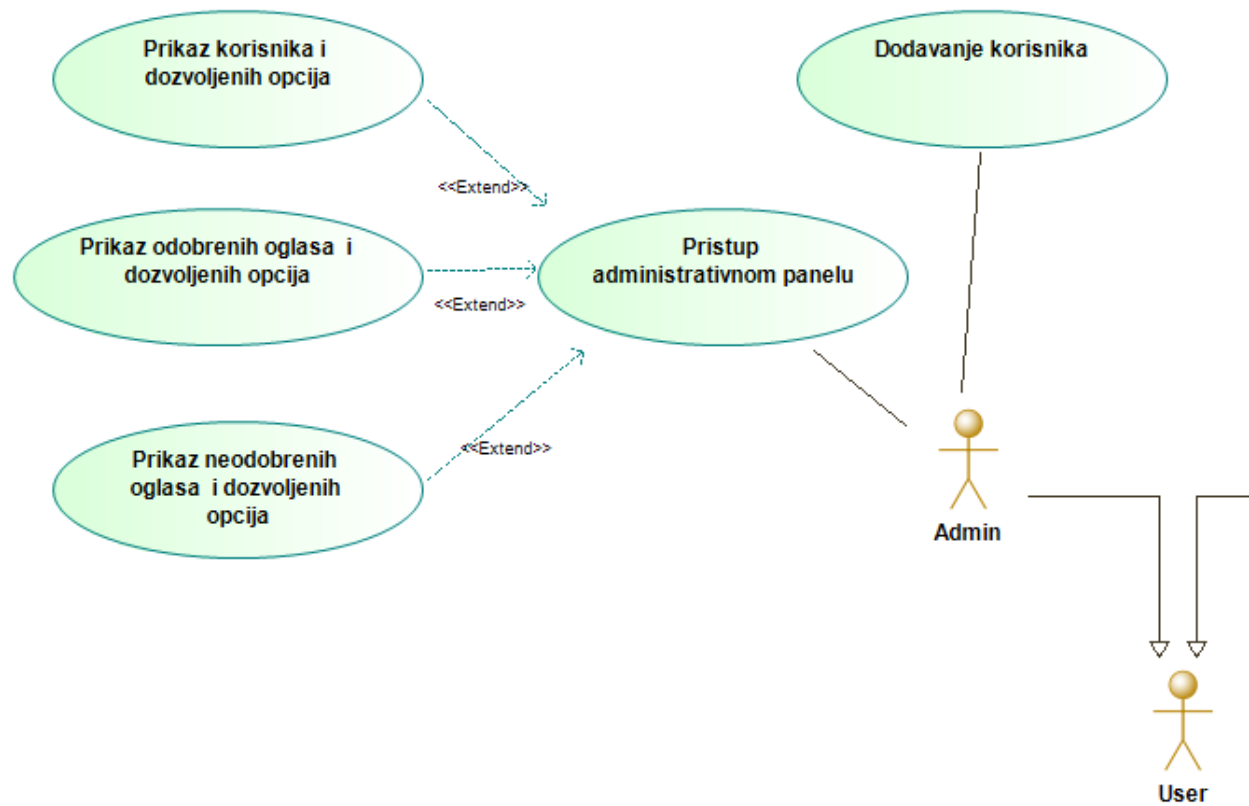 Prikaz korisnika i
dozvoljenih opcija
Dodavanje korisnika
<<Extend>>
Prikaz odobrenih oglasa i
dozvoljenih opcija
Pristup
administrativnom panelu
<<Extend>>
<<Extend>>
Prikaz neodobrenih
oglasa i dozvoljenih
opcija
Admin
User